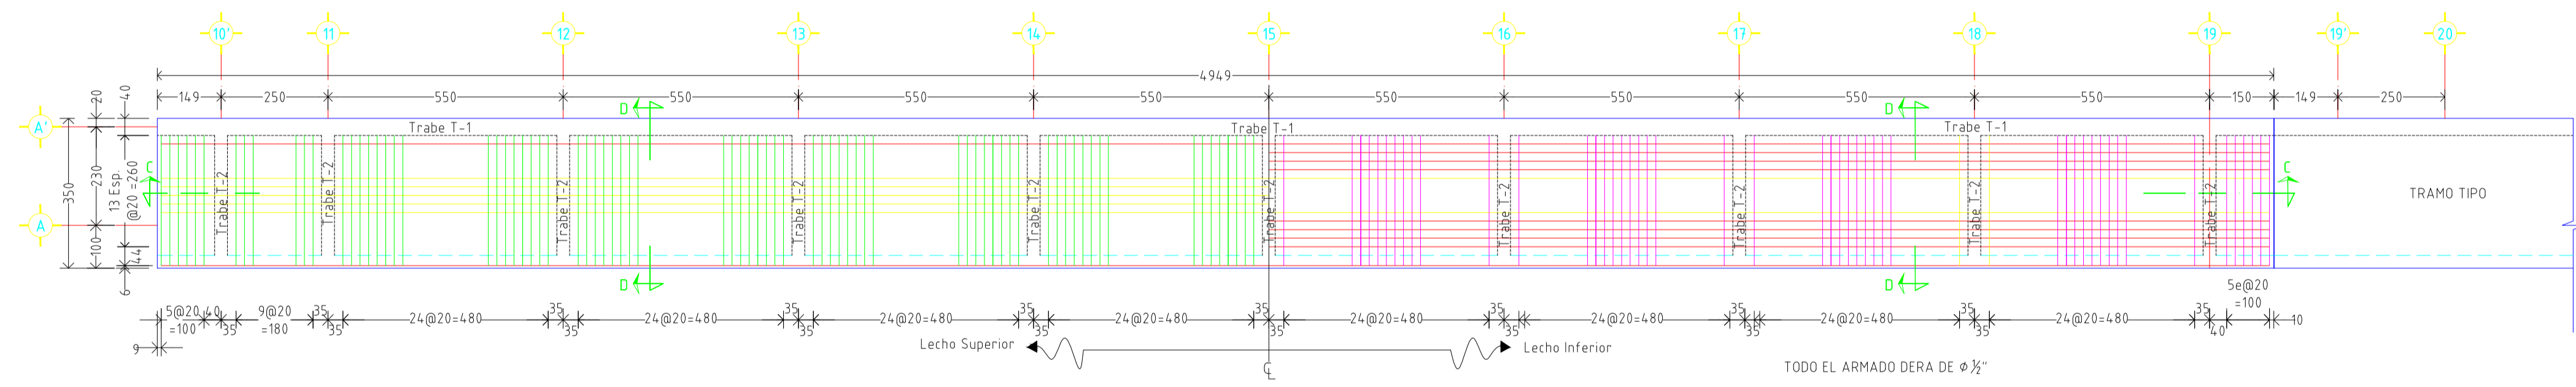 10' 11 12 13 14 15 16 17 18 19 19' 20
4949
149 250 550 550 550 550 550 550 550 550 150 149 250
20 40
A' Trabe T-1 Trabe T-1 Trabe T-1
D D
C C
350 230 13 Esp. @20 =260
Trabe T-2 Trabe T-2 Trabe T-2 Trabe T-2 Trabe T-2 Trabe T-2 Trabe T-2 Trabe T-2 Trabe T-2 Trabe T-2
TRAMO TIPO
A
100 44
6
D D
5@20 =100 40 35 9@20 =180 35 35 24@20=480 35 35 24@20=480 35 35 24@20=480 35 35 24@20=480 35 35 24@20=480 35 35 24@20=480 35 35 24@20=480 35 35 24@20=480 35 40 5e@20 =100 10
9
Lecho Superior Lecho Inferior
CL
TODO EL ARMADO DERA DE φ ½"